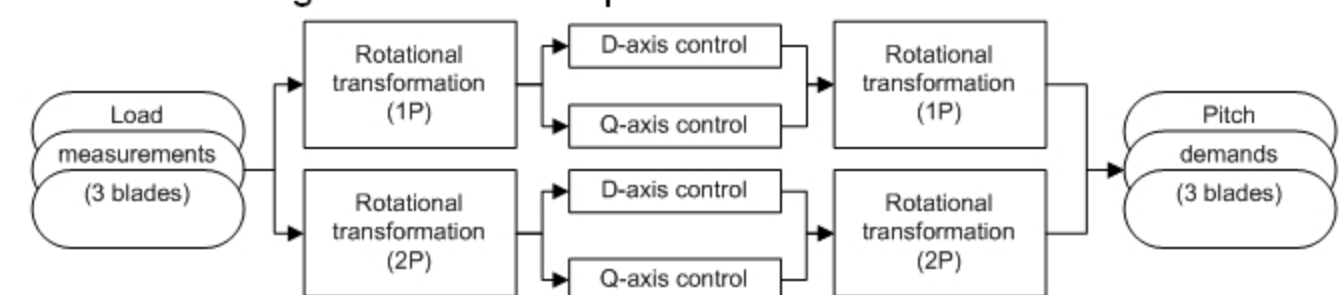 Load
measurements
(3 blades)
Rotational
transformation
(1P)
D-axis control
Q-axis control
Rotational
transformation
(1P)
Rotational
transformation
(2P)
D-axis control
Q-axis control
Rotational
transformation
(2P)
Pitch
demands
(3 blades)